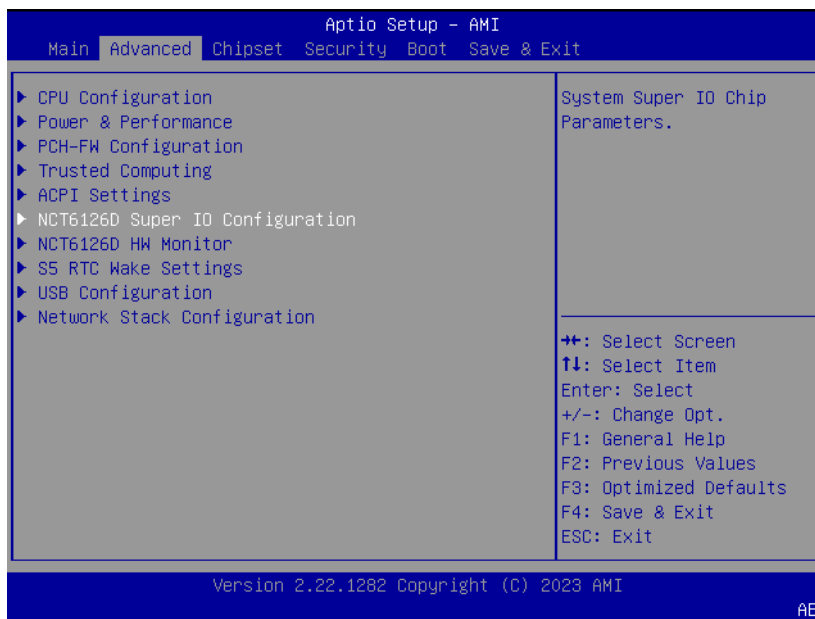 Aptio Setup – AMI
Main Advanced Chipset Security Boot Save & Exit
▶ CPU Configuration
▶ Power & Performance
▶ PCH-FW Configuration
▶ Trusted Computing
▶ ACPI Settings
▶ NCT6126D Super IO Configuration
▶ NCT6126D HW Monitor
▶ S5 RTC Wake Settings
▶ USB Configuration
▶ Network Stack Configuration
System Super IO Chip
Parameters.
→←: Select Screen
↑↓: Select Item
Enter: Select
+/-: Change Opt.
F1: General Help
F2: Previous Values
F3: Optimized Defaults
F4: Save & Exit
ESC: Exit
Version 2.22.1282 Copyright (C) 2023 AMI